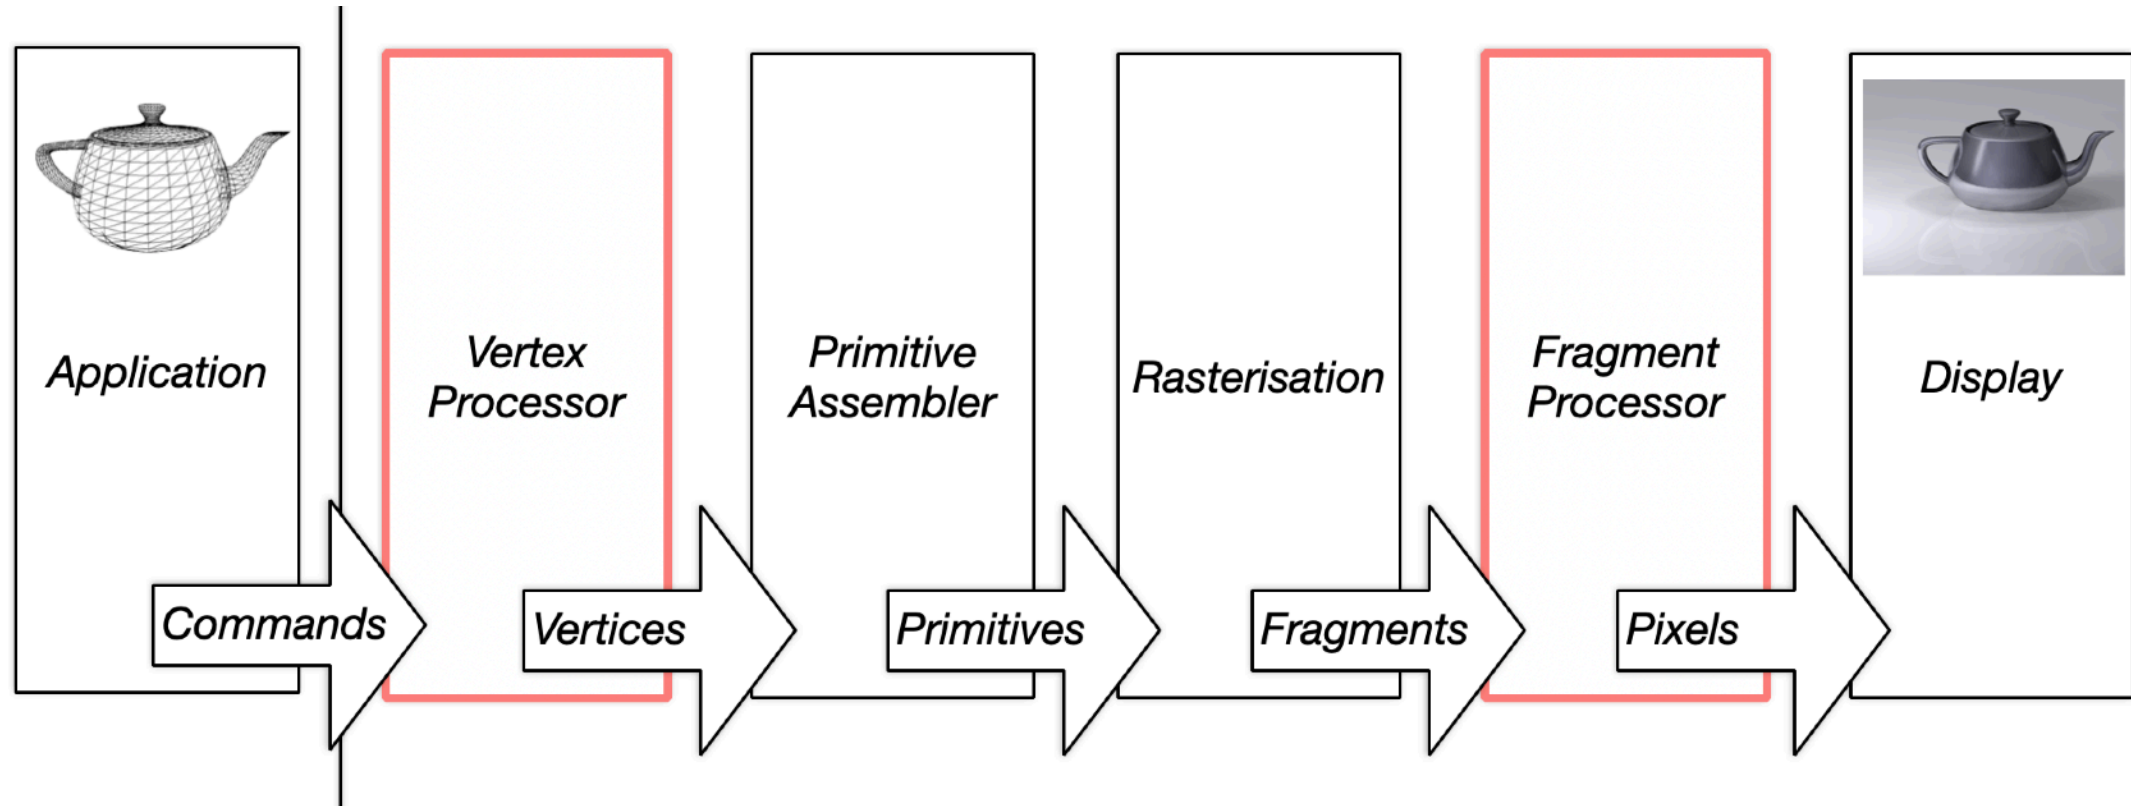 Application
Vertex
Processor
Primitive
Assembler
Rasterisation
Fragment
Processor
Display
Commands
Vertices
Primitives
Fragments
Pixels